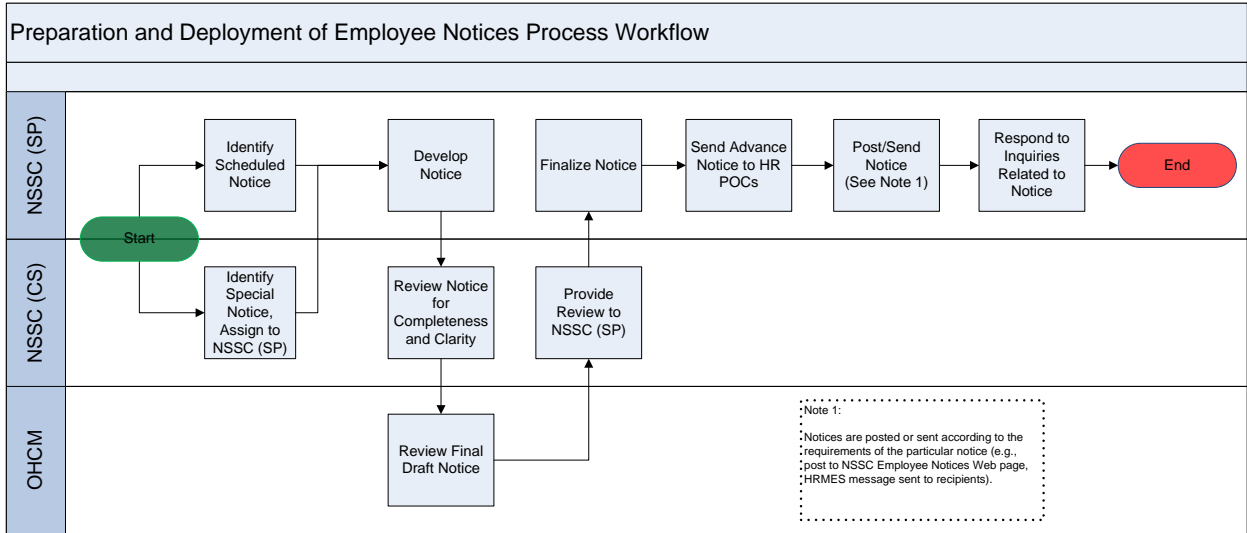 Preparation and Deployment of Employee Notices Process Workflow
NSSC (SP)
Identify
Scheduled
Notice
Develop
Notice
Finalize Notice
Send Advance
Notice to HR
POCs
Post/Send
Notice
(See Note 1)
Respond to
Inquiries
Related to
Notice
End
Start
NSSC (CS)
Identify
Special
Notice,
Assign to
NSSC (SP)
Review Notice
for
Completeness
and Clarity
Provide
Review to
NSSC (SP)
OHCM
Review Final
Draft Notice
Note 1:
Notices are posted or sent according to the
requirements of the particular notice (e.g.,
post to NSSC Employee Notices Web page,
HRMES message sent to recipients).